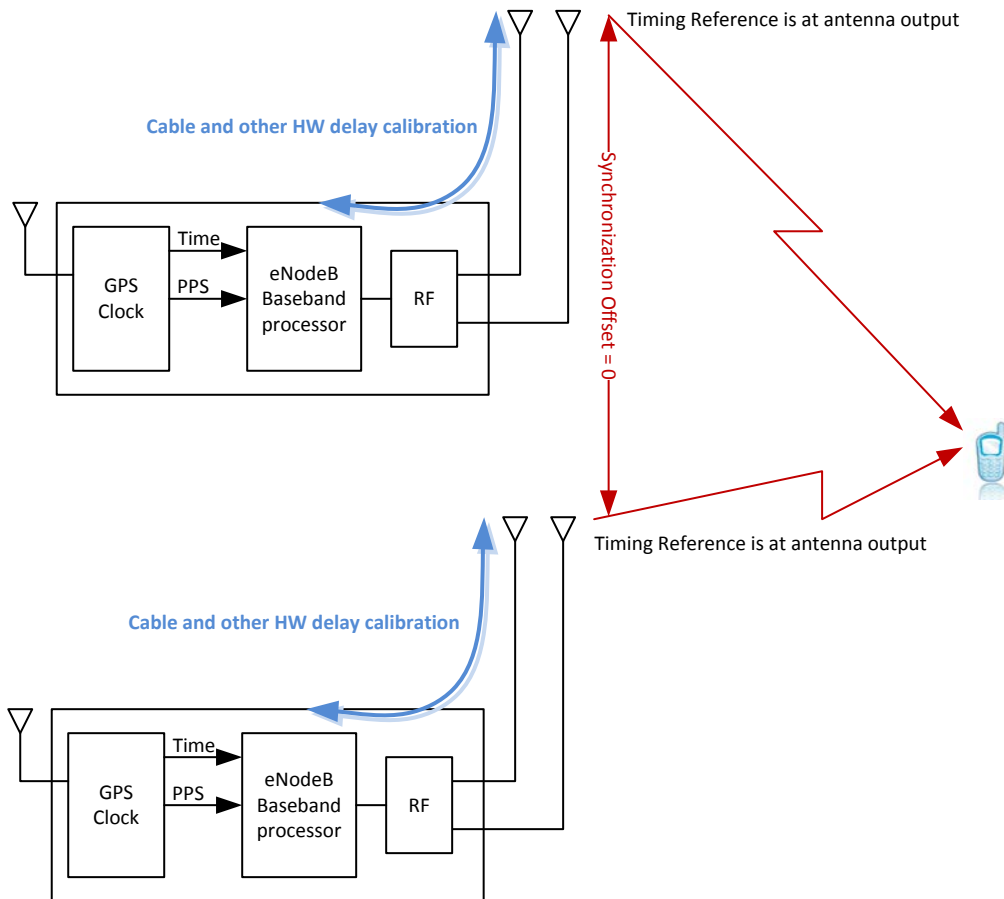 Timing Reference is at antenna output
Cable and other HW delay calibration
Synchronization Offset = 0
Time
PPS
GPS
Clock
eNodeB
Baseband
processor
RF
Timing Reference is at antenna output
Cable and other HW delay calibration
Time
PPS
GPS
Clock
eNodeB
Baseband
processor
RF